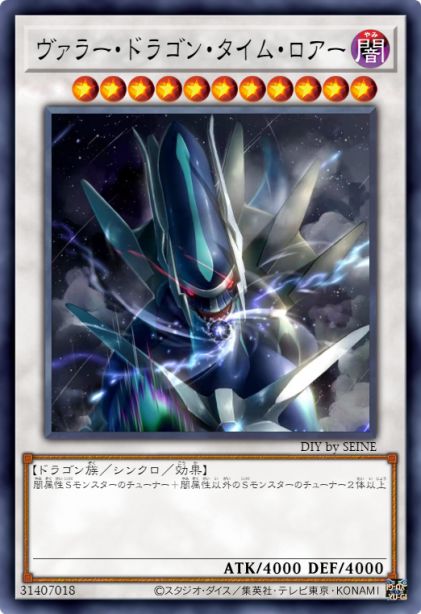 ヴァラー・ドラゴン・タイム・ロアー
やみ
闇
DIY by SEINE
【ドラゴン族／シンクロ／効果】
闇属性Ｓモンスターのチューナー＋闇属性以外のＳモンスターのチューナー２体以上
ATK/4000 DEF/4000
31407018 ©スタジオ・ダイス／集英社・テレビ東京・KONAMI